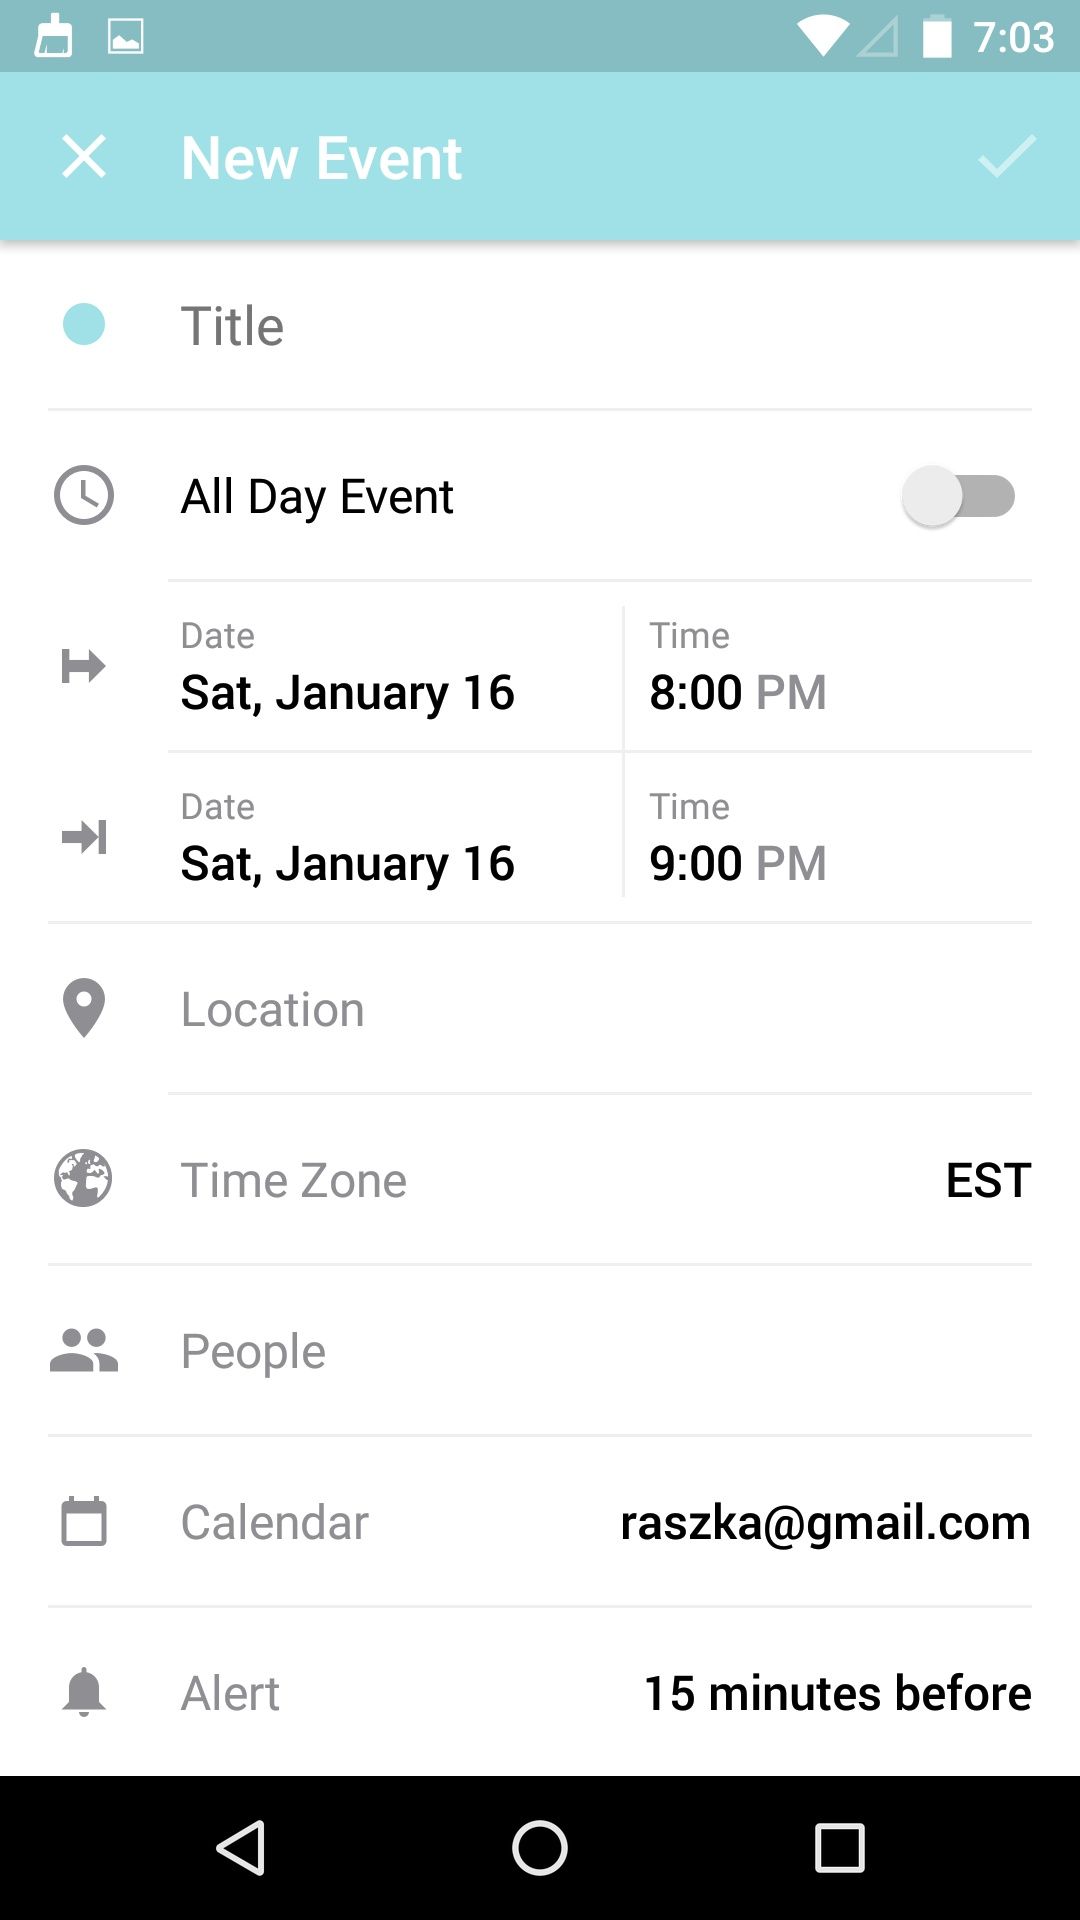 7:03
New Event
Title
All Day Event
Date Time
Sat, January 16 8:00 PM
Date Time
Sat, January 16 9:00 PM
Location
Time Zone EST
People
Calendar raszka@gmail.com
Alert 15 minutes before